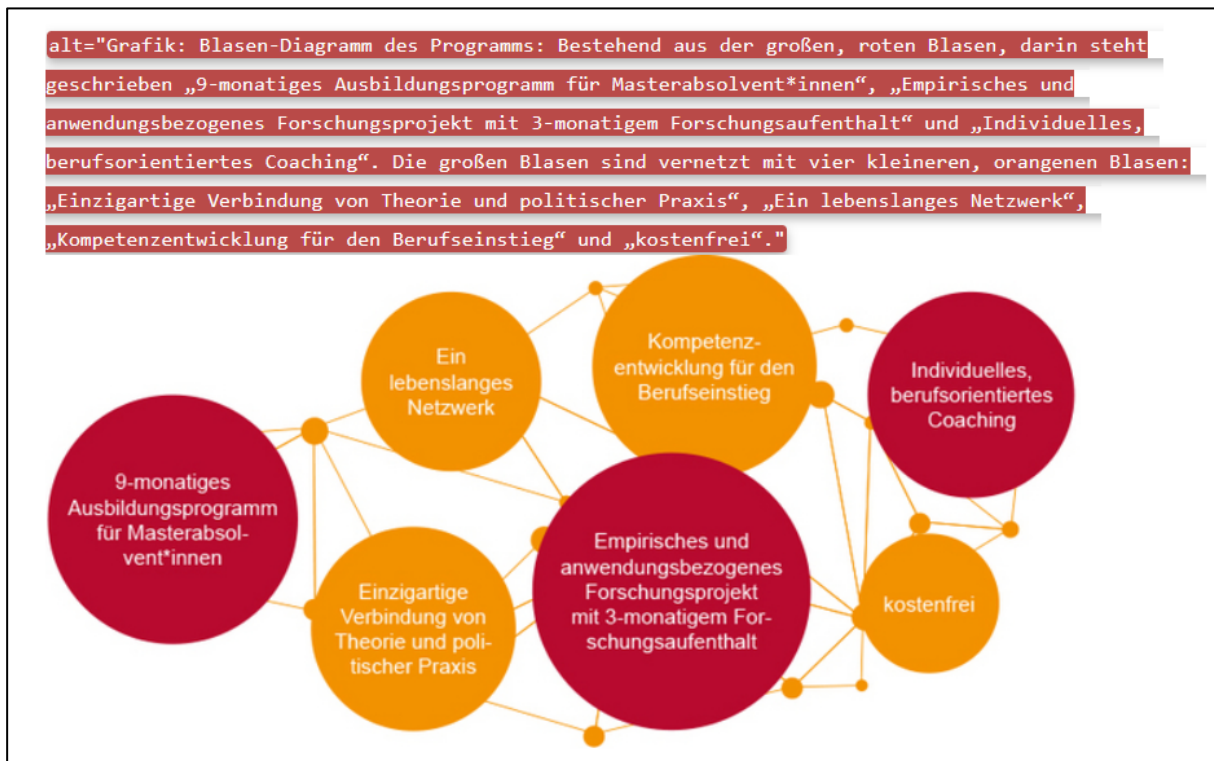 alt="Grafik: Blasen-Diagramm des Programms: Bestehend aus der großen, roten Blasen, darin steht
geschrieben „9-monatiges Ausbildungsprogramm für Masterabsolvent*innen“, „Empirisches und
anwendungsbezogenes Forschungsprojekt mit 3-monatigem Forschungsaufenthalt“ und „Individuelles,
berufsorientiertes Coaching“. Die großen Blasen sind vernetzt mit vier kleineren, orangenen Blasen:
„Einzigartige Verbindung von Theorie und politischer Praxis“, „Ein lebenslanges Netzwerk“,
„Kompetenzentwicklung für den Berufseinstieg“ und „kostenfrei“."
9-monatiges
Ausbildungsprogramm
für Masterabsol-
vent*innen
Ein
lebenslanges
Netzwerk
Einzigartige
Verbindung von
Theorie und poli-
tischer Praxis
Kompetenz-
entwicklung für den
Berufseinstieg
Empirisches und
anwendungsbezogenes
Forschungsprojekt
mit 3-monatigem For-
schungsaufenthalt
Individuelles,
berufsorientiertes
Coaching
kostenfrei